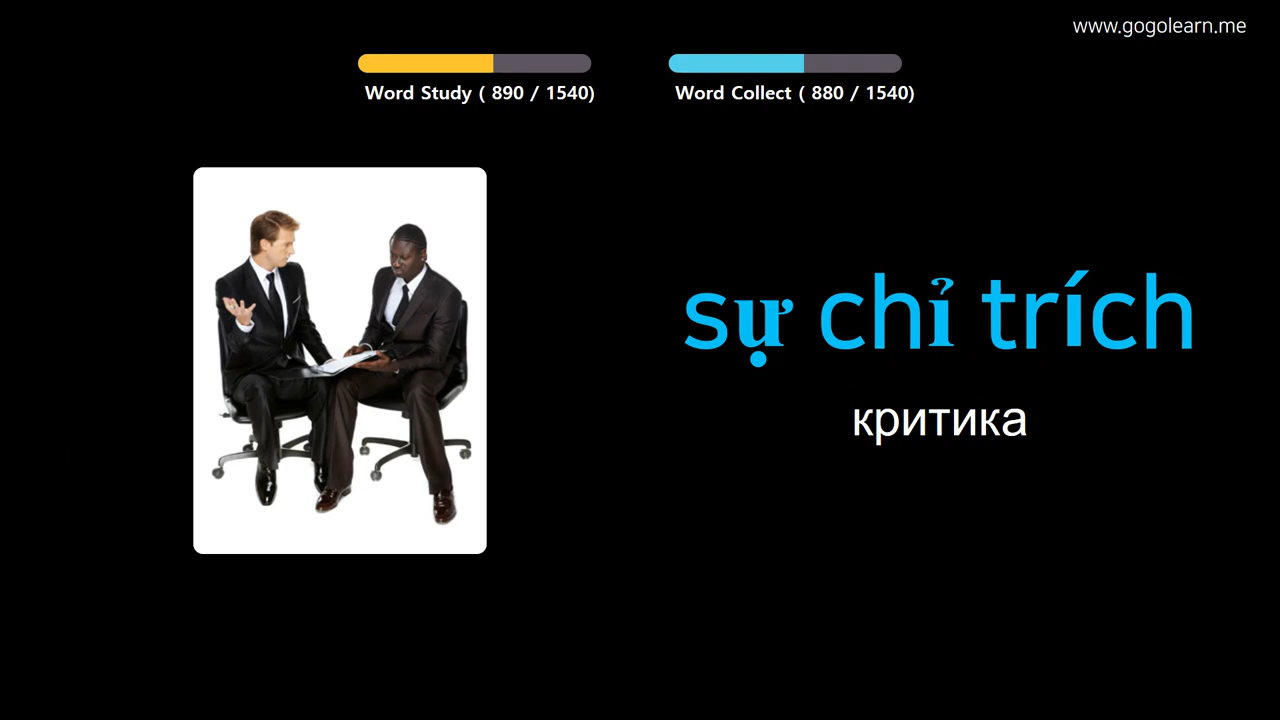 www.gogolearn.me
Word Study ( 890 / 1540)
Word Collect ( 880 / 1540)
sự chỉ trích
критика